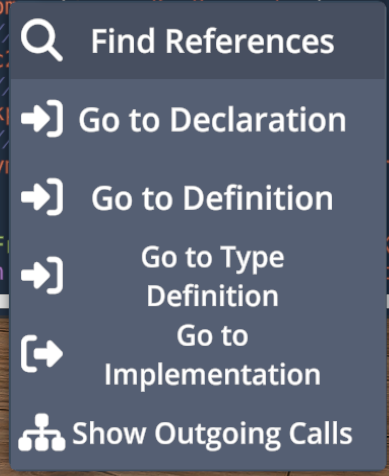 Find References
Go to Declaration
Go to Definition
Go to Type
Definition
Go to
Implementation
Show Outgoing Calls